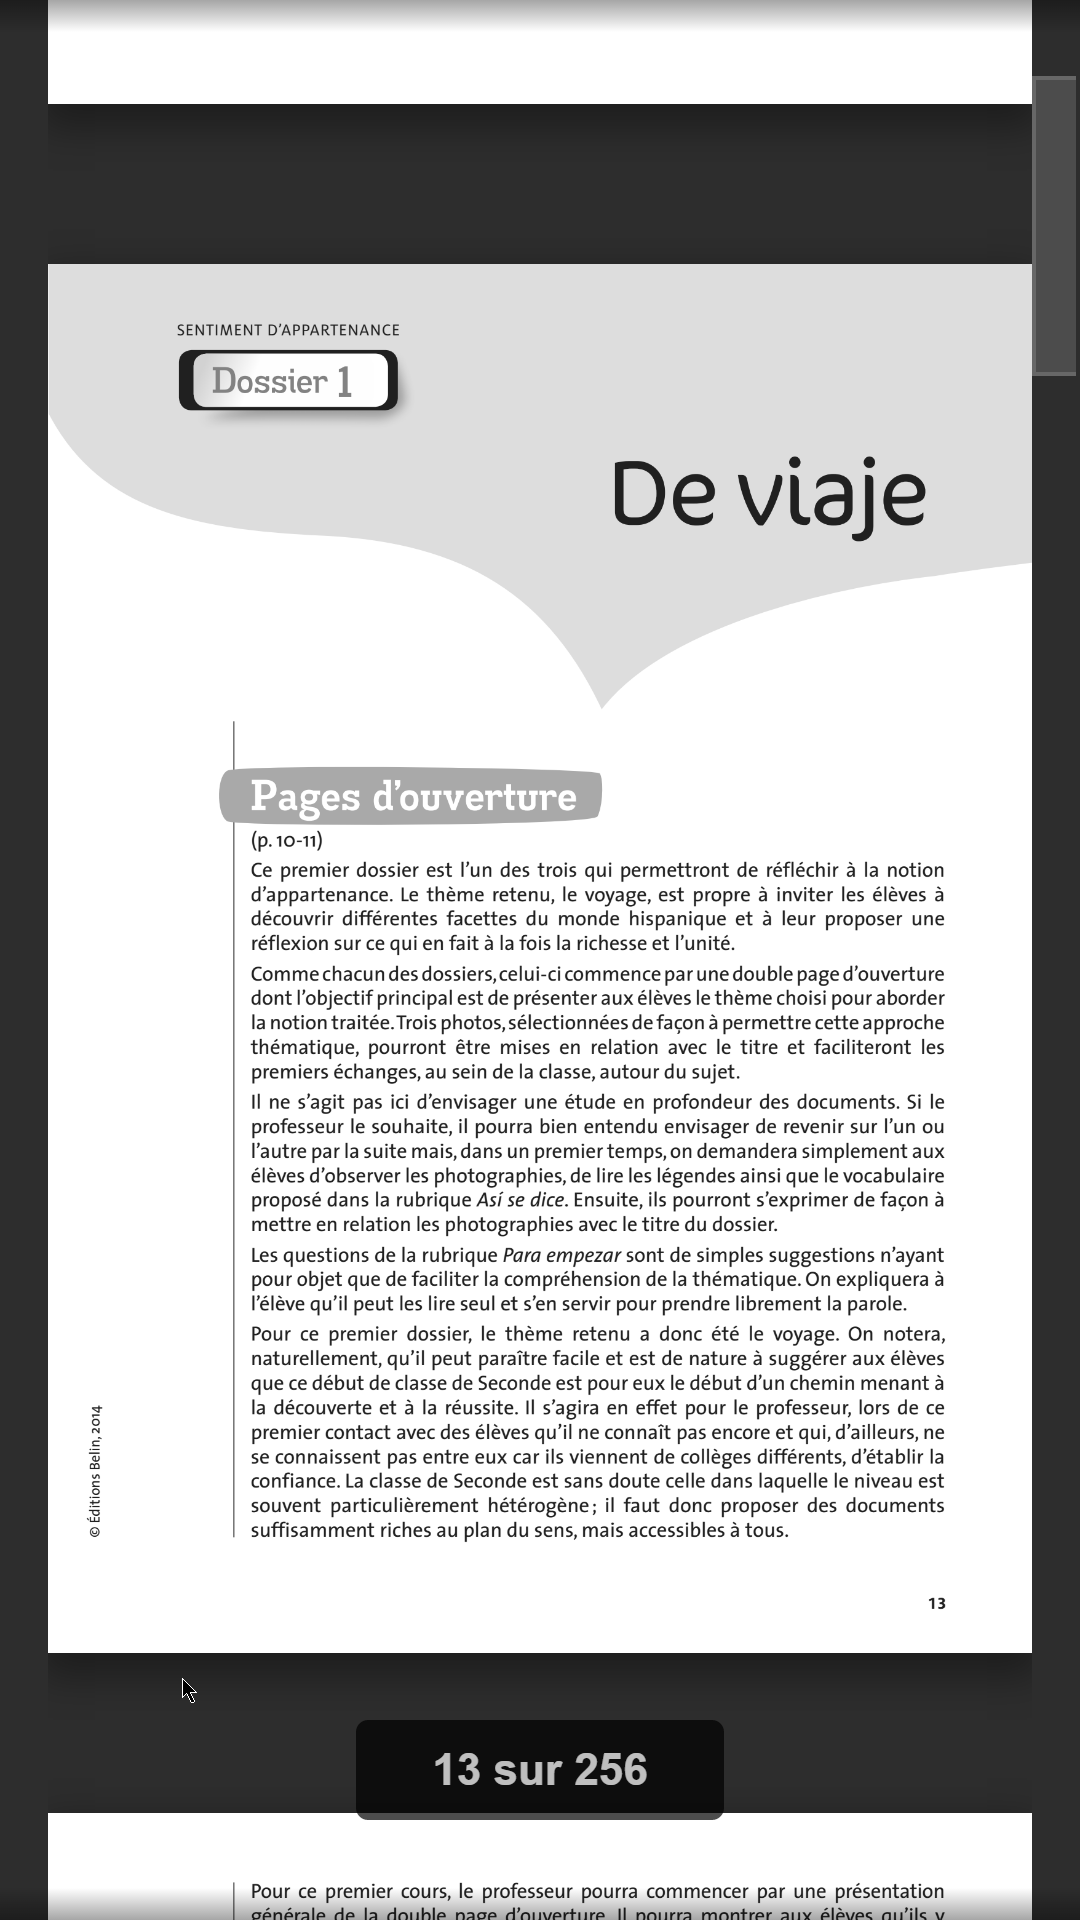 SENTIMENT D'APPARTENANCE
Dossier 1
De viaje
Pages d'ouverture
(p. 10-11)
Ce premier dossier est l'un des trois qui permettront de réfléchir à la notion
d'appartenance. Le thème retenu, le voyage, est propre à inviter les élèves à
découvrir différentes facettes du monde hispanique et à leur proposer une
réflexion sur ce qui en fait à la fois la richesse et l'unité.
Comme chacun des dossiers, celui-ci commence par une double page d'ouverture
dont l'objectif principal est de présenter aux élèves le thème choisi pour aborder
la notion traitée. Trois photos, sélectionnées de façon à permettre cette approche
thématique, pourront être mises en relation avec le titre et faciliteront les
premiers échanges, au sein de la classe, autour du sujet.
Il ne s'agit pas ici d'envisager une étude en profondeur des documents. Si le
professeur le souhaite, il pourra bien entendu envisager de revenir sur l'un ou
l'autre par la suite mais, dans un premier temps, on demandera simplement aux
élèves d'observer les photographies, de lire les légendes ainsi que le vocabulaire
proposé dans la rubrique Así se dice. Ensuite, ils pourront s'exprimer de façon à
mettre en relation les photographies avec le titre du dossier.
Les questions de la rubrique Para empezar sont de simples suggestions n'ayant
pour objet que de faciliter la compréhension de la thématique. On expliquera à
l'élève qu'il peut les lire seul et s'en servir pour prendre librement la parole.
Pour ce premier dossier, le thème retenu a donc été le voyage. On notera,
naturellement, qu'il peut paraître facile et est de nature à suggérer aux élèves
que ce début de classe de Seconde est pour eux le début d'un chemin menant à
la découverte et à la réussite. Il s'agira en effet pour le professeur, lors de ce
premier contact avec des élèves qu'il ne connaît pas encore et qui, d'ailleurs, ne
se connaissent pas entre eux car ils viennent de collèges différents, d'établir la
confiance. La classe de Seconde est sans doute celle dans laquelle le niveau est
souvent particulièrement hétérogène ; il faut donc proposer des documents
suffisamment riches au plan du sens, mais accessibles à tous.
© Éditions Belin, 2014
13
13 sur 256
Pour ce premier cours, le professeur pourra commencer par une présentation
générale de la double page d'ouverture. Il pourra montrer aux élèves qu'ils y